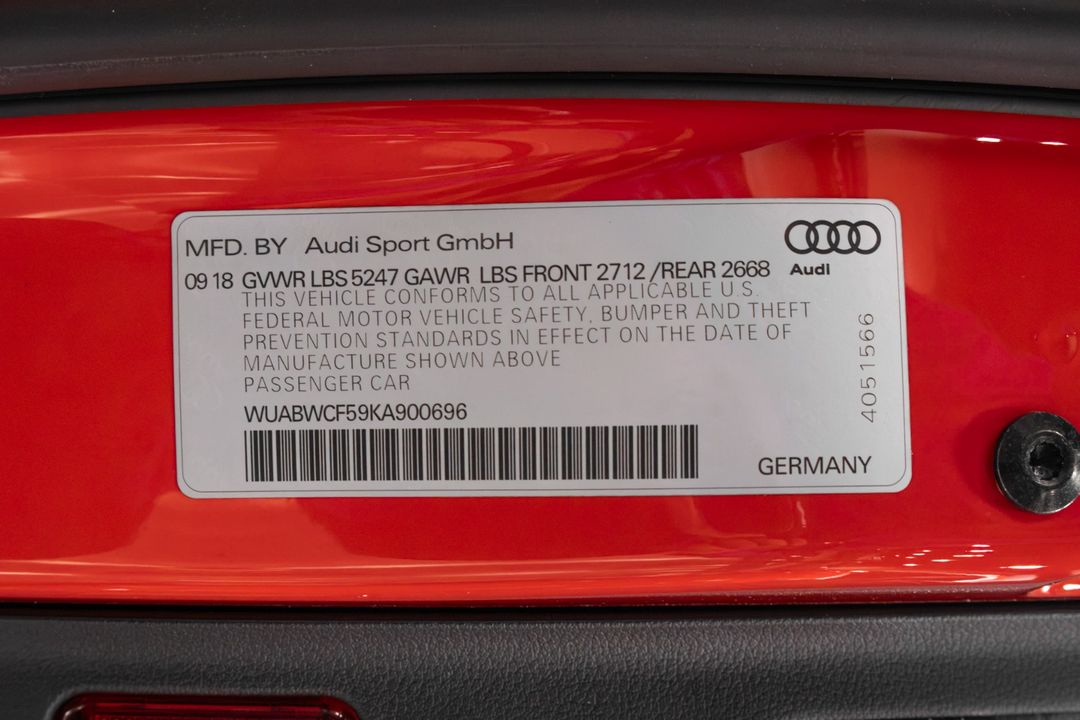 MFD. BY Audi Sport GmbH
Audi
09 18 GVWR LBS 5247 GAWR LBS FRONT 2712 /REAR 2668
THIS VEHICLE CONFORMS TO ALL APPLICABLE U.S.
FEDERAL MOTOR VEHICLE SAFETY, BUMPER AND THEFT
PREVENTION STANDARDS IN EFFECT ON THE DATE OF
MANUFACTURE SHOWN ABOVE
PASSENGER CAR
WUABWCF59KA900696
4051566
GERMANY